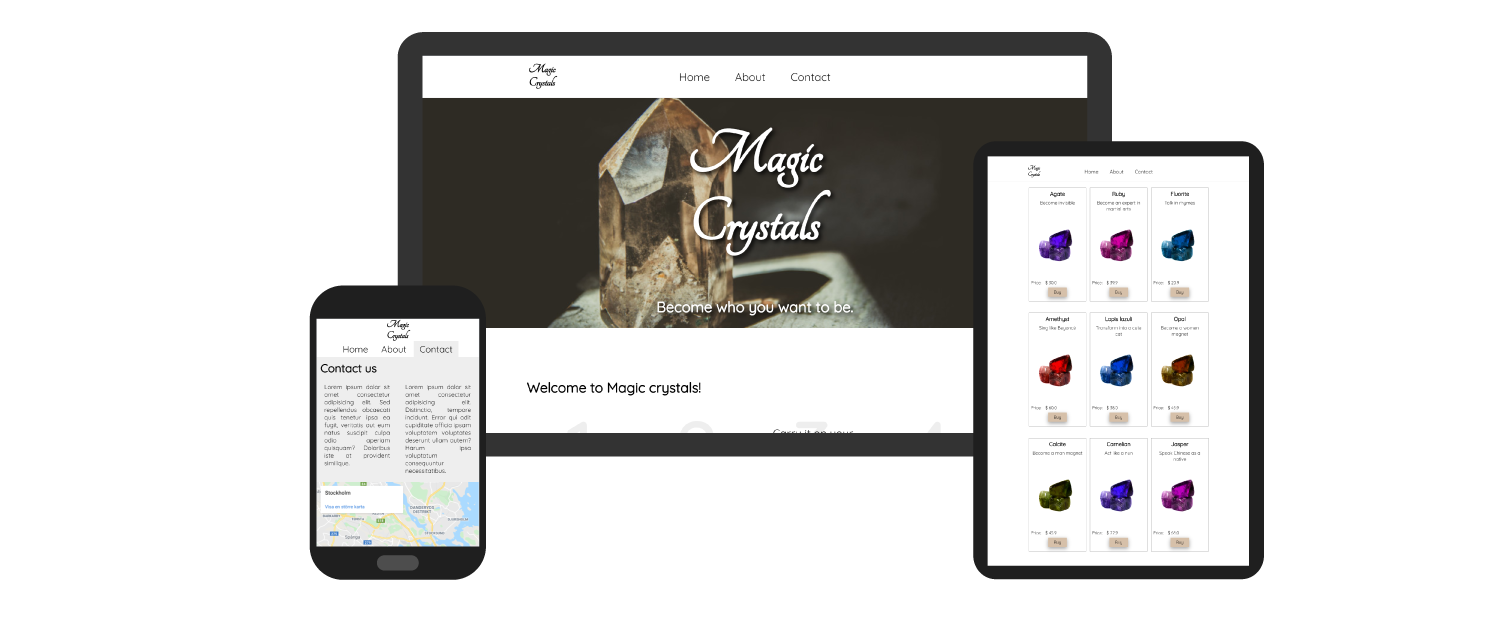 Magic
Crystals
Home About Contact
Magic
Crystals
Become who you want to be.
Welcome to Magic crystals!
Carry it on your
Magic
Crystals
Home About Contact
Contact us
Lorem ipsum dolor sit
amet consectetur
adipisicing elit. Sed
repellendus obcaecati
quis tenetur ipsa ea
fugit, veritatis aut eum
natus suscipit culpa
odio aperiam
quisquam? Doloribus
iste at provident
similique.
Lorem ipsum dolor sit
amet consectetur
adipisicing elit.
Distinctio, tempore
incidunt. Error qui odit
cupiditate officia ipsam
voluptatem voluptates
deserunt ullam autem?
Harum ipsa
voluptatum
consequuntur
necessitatibus.
Stockholm
Visa en större karta
DANDERYDS
DISTRIKT
Solna
Magic
Crystals
Home About Contact
Agate
Become invisible
Price: $ 300
Buy
Ruby
Become an expert in
martial arts
Price: $ 399
Buy
Fluorite
Talk in rhymes
Price: $ 239
Buy
Amethyst
Sing like Beyoncé
Price: $ 600
Buy
Lapis lazuli
Transform into a cute
cat
Price: $ 360
Buy
Opal
Become a women
magnet
Price: $ 459
Buy
Calcite
Become a man magnet
Price: $ 459
Buy
Carnelian
Act like a nun
Price: $ 779
Buy
Jasper
Speak Chinese as a
native
Price:
Buy